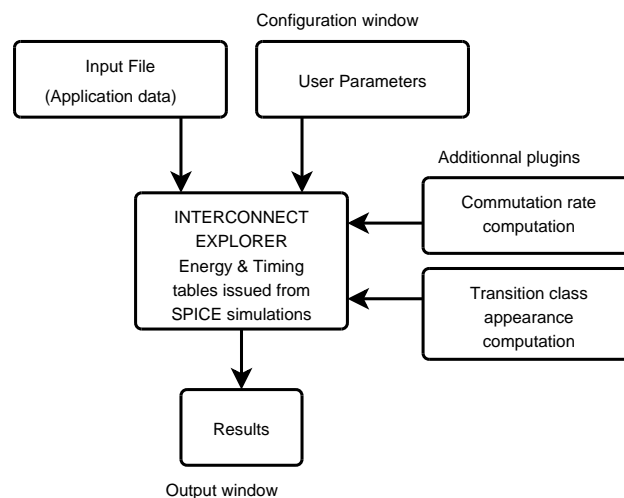 Configuration window
Input File
(Application data)
User Parameters
Additionnal plugins
INTERCONNECT
EXPLORER
Energy & Timing
tables issued from
SPICE simulations
Commutation rate
computation
Transition class
appearance
computation
Results
Output window